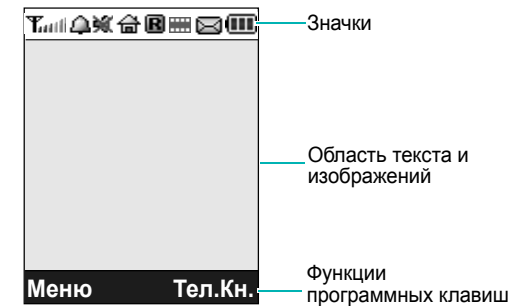 Значки
Область текста и
изображений
Меню Тел.Кн.
Функции
программных клавиш